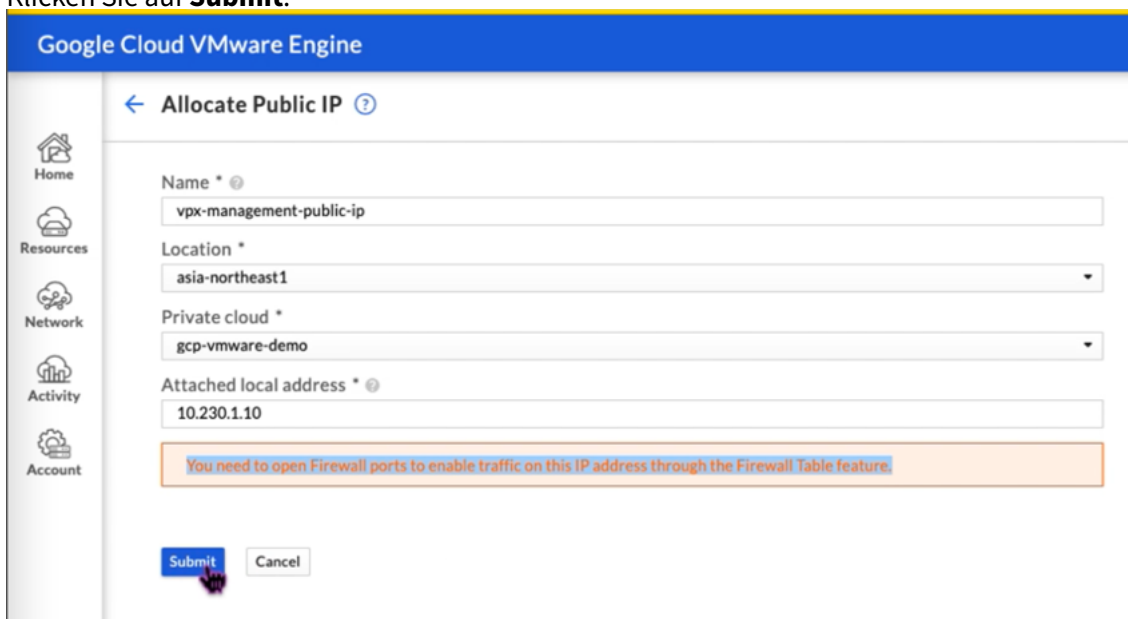 Klicken Sie auf Submit.
Google Cloud VMware Engine
← Allocate Public IP ?
Home
Resources
Network
Activity
Account
Name * ?
vpx-management-public-ip
Location *
asia-northeast1
Private cloud *
gcp-vmware-demo
Attached local address * ?
10.230.1.10
You need to open Firewall ports to enable traffic on this IP address through the Firewall Table feature.
Submit Cancel